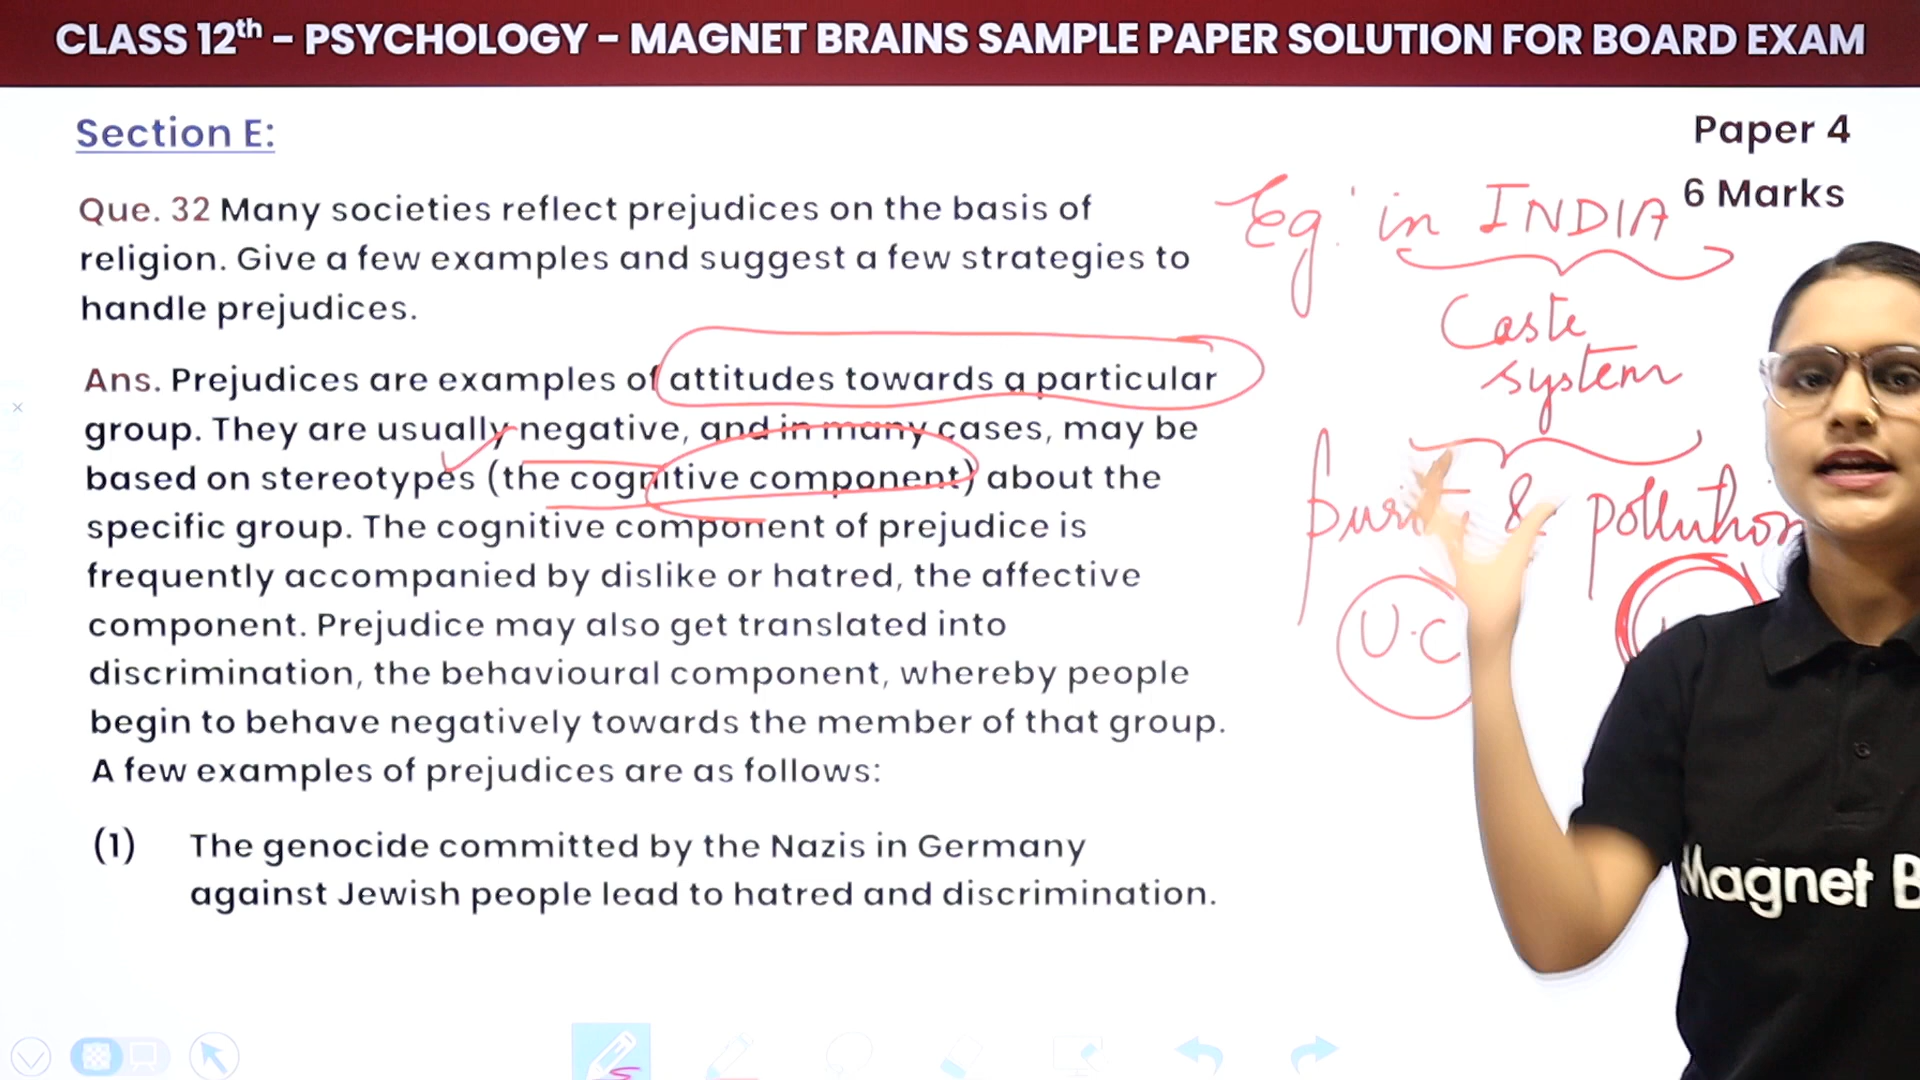 CLASS 12th – PSYCHOLOGY – MAGNET BRAINS SAMPLE PAPER SOLUTION FOR BOARD EXAM
Section E:
Paper 4
6 Marks
Que. 32 Many societies reflect prejudices on the basis of
religion. Give a few examples and suggest a few strategies to
handle prejudices.
Ans. Prejudices are examples of attitudes towards a particular
group. They are usually negative, and in many cases, may be
based on stereotypes (the cognitive component) about the
specific group. The cognitive component of prejudice is
frequently accompanied by dislike or hatred, the affective
component. Prejudice may also get translated into
discrimination, the behavioural component, whereby people
begin to behave negatively towards the member of that group.
A few examples of prejudices are as follows:
(1) The genocide committed by the Nazis in Germany
against Jewish people lead to hatred and discrimination.
Eg: in INDIA
Caste
system
& pollution
U.C
Magnet B